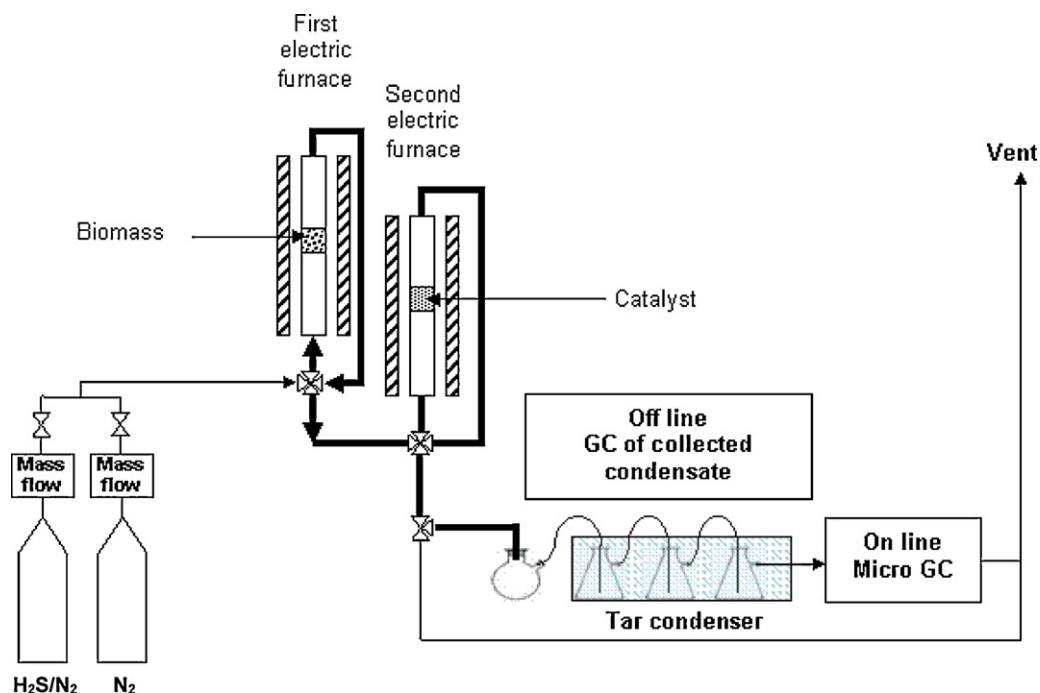 First
electric
furnace
Second
electric
furnace
Vent
Biomass
Catalyst
Off line
GC of collected
condensate
Mass
flow
Mass
flow
On line
Micro GC
Tar condenser
H₂S/N₂
N₂